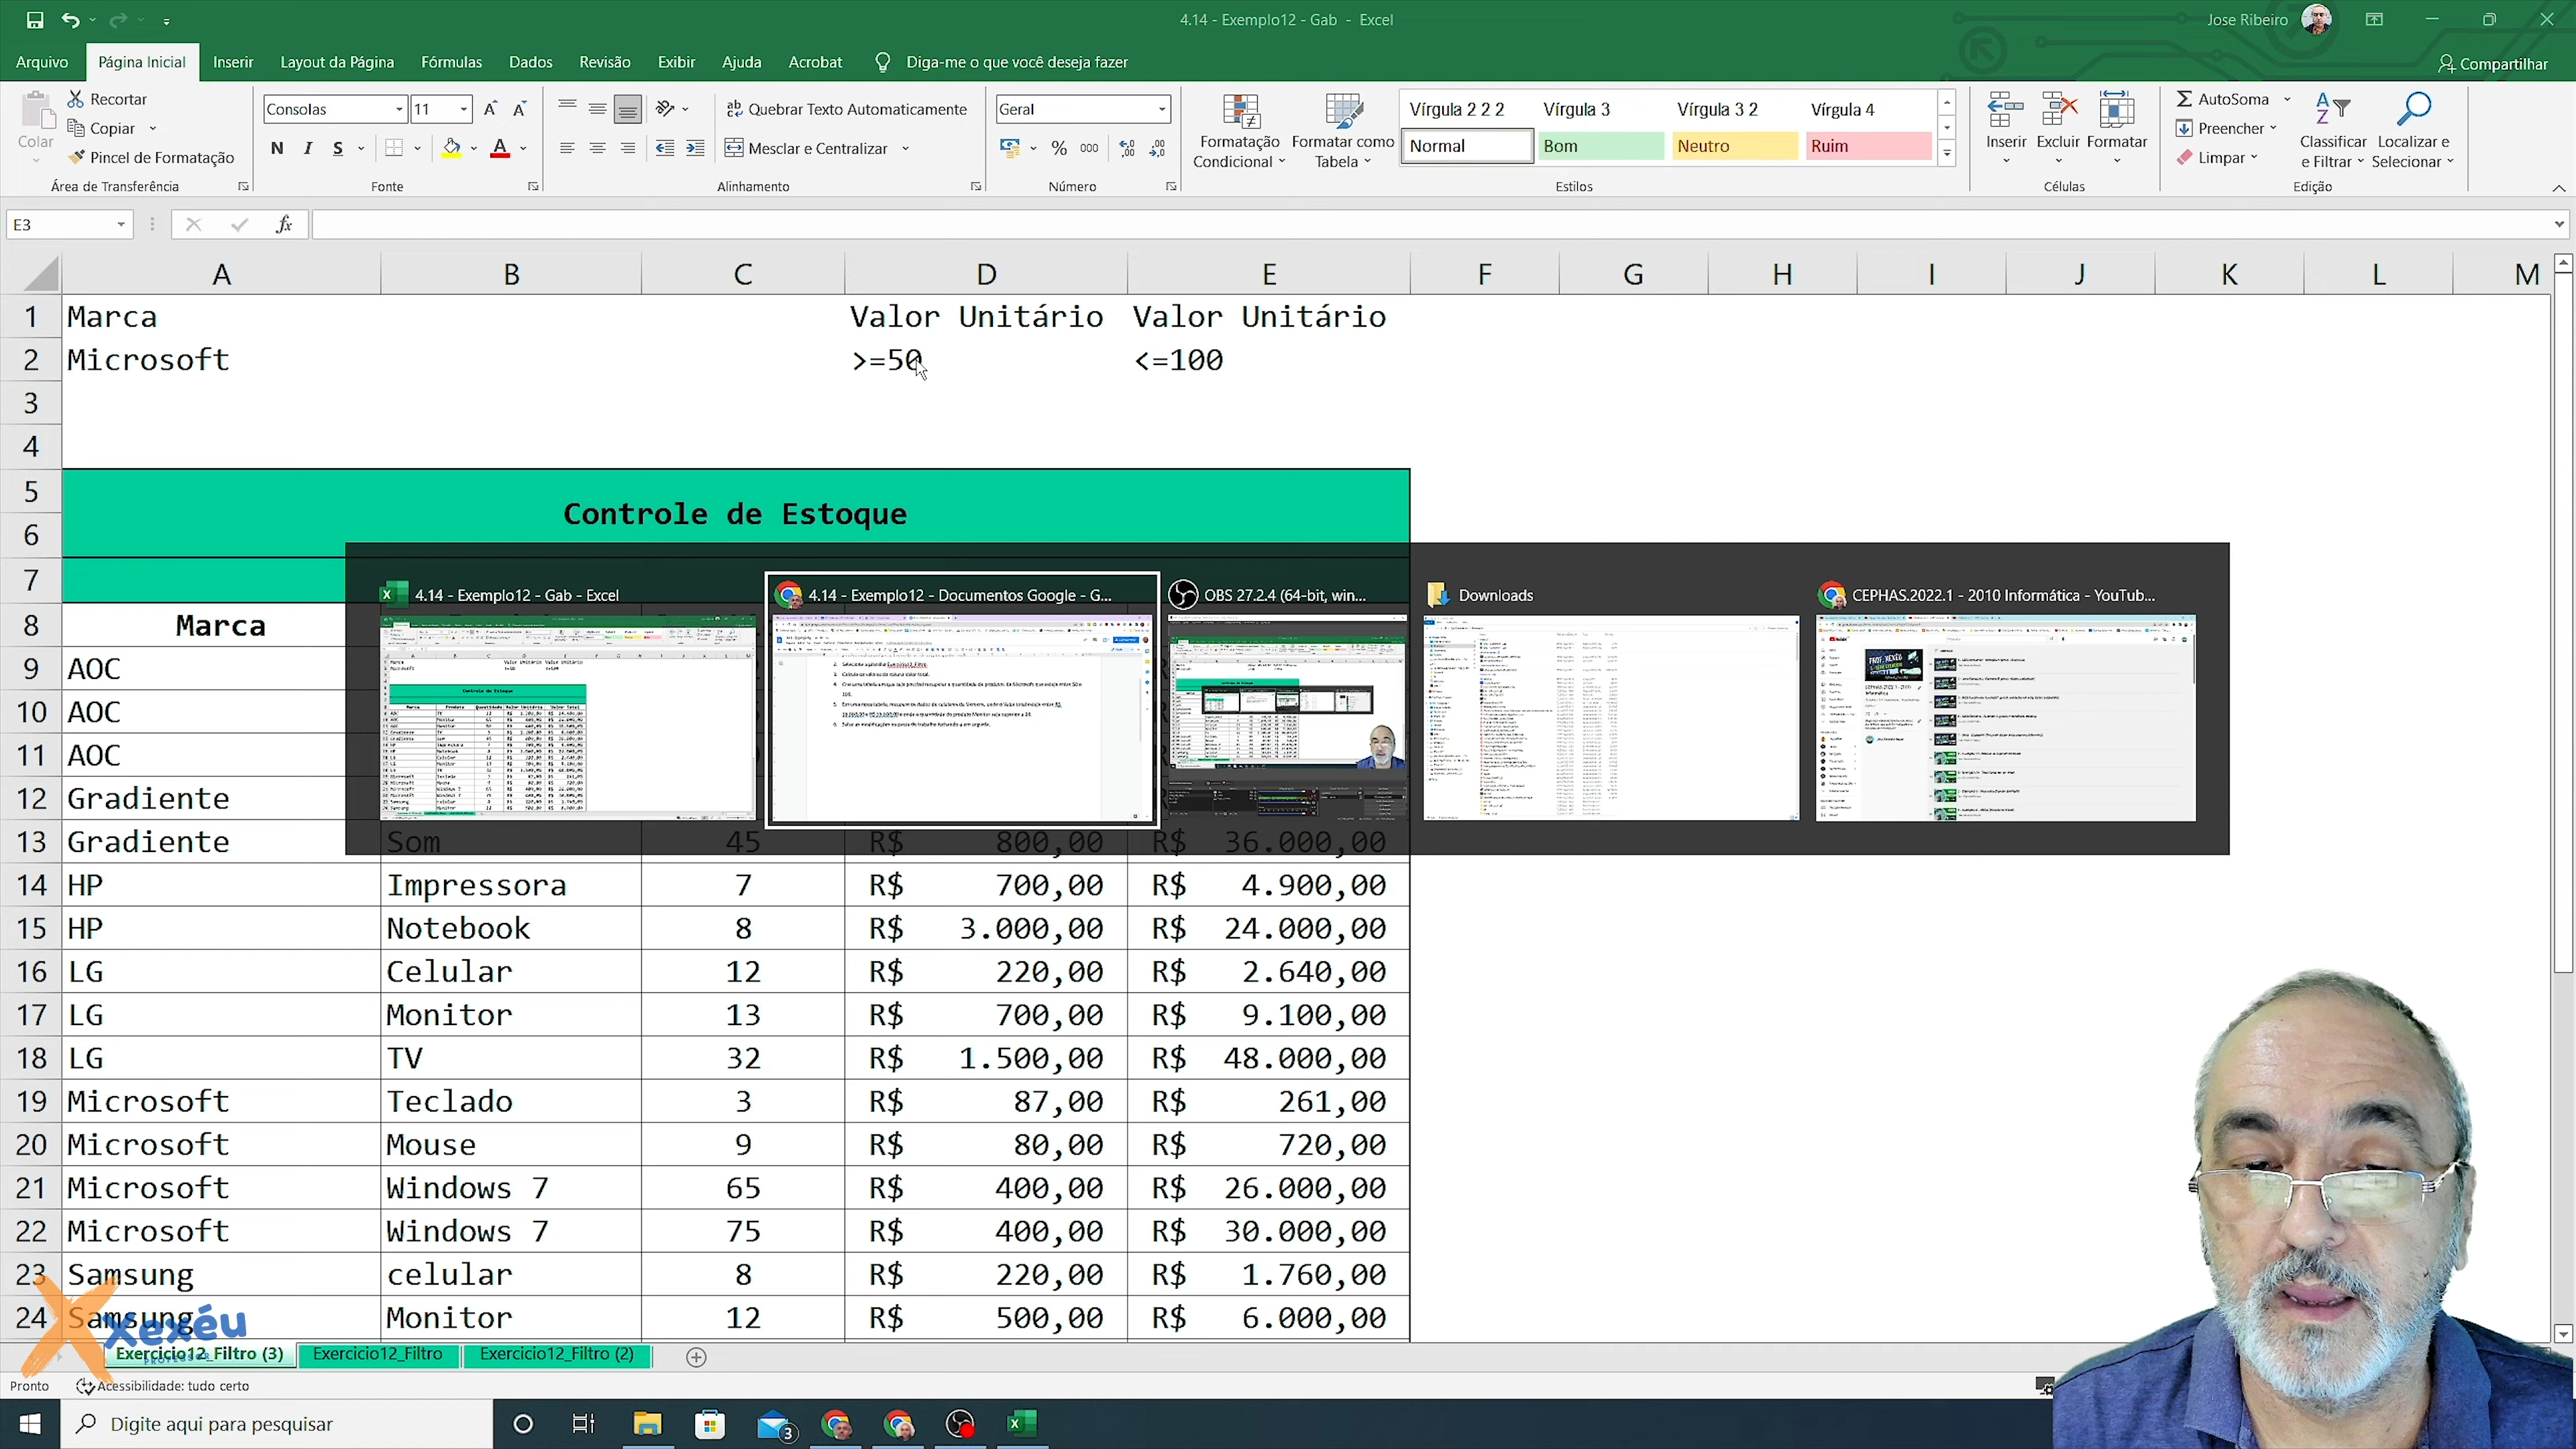 4.14 - Exemplo12 - Gab - Excel
Jose Ribeiro
Arquivo Página Inicial Inserir Layout da Página Fórmulas Dados Revisão Exibir Ajuda Acrobat Diga-me o que você deseja fazer Compartilhar
Colar
Recortar
Copiar
Pincel de Formatação
Área de Transferência
Consolas 11
N I S
Fonte
Quebrar Texto Automaticamente
Mesclar e Centralizar
Alinhamento
Geral
% 000
Número
Formatação Condicional
Formatar como Tabela
Vírgula 2 2 2 Vírgula 3 Vírgula 3 2 Vírgula 4
Normal Bom Neutro Ruim
Estilos
Inserir Excluir Formatar
Células
AutoSoma
Preencher
Limpar
Classificar e Filtrar
Localizar e Selecionar
Edição
E3 fx
A B C D E F G H I J K L M
1 Marca Valor Unitário Valor Unitário
2 Microsoft >=50 <=100
3
4
5
6 Controle de Estoque
7
8 Marca
9 AOC
10 AOC
11 AOC
12 Gradiente
13 Gradiente Som 45 R$ 800,00 R$ 36.000,00
14 HP Impressora 7 R$ 700,00 R$ 4.900,00
15 HP Notebook 8 R$ 3.000,00 R$ 24.000,00
16 LG Celular 12 R$ 220,00 R$ 2.640,00
17 LG Monitor 13 R$ 700,00 R$ 9.100,00
18 LG TV 32 R$ 1.500,00 R$ 48.000,00
19 Microsoft Teclado 3 R$ 87,00 R$ 261,00
20 Microsoft Mouse 9 R$ 80,00 R$ 720,00
21 Microsoft Windows 7 65 R$ 400,00 R$ 26.000,00
22 Microsoft Windows 7 75 R$ 400,00 R$ 30.000,00
23 Samsung celular 8 R$ 220,00 R$ 1.760,00
24 Samsung Monitor 12 R$ 500,00 R$ 6.000,00
4.14 - Exemplo12 - Gab - Excel
4.14 - Exemplo12 - Documentos Google - G...
OBS 27.2.4 (64-bit, win...
Downloads
CEPHAS.2022.1 - 2010 Informática - YouTub...
Xexéu
PROFESSOR
Exercicio12_Filtro (3) Exercicio12_Filtro Exercicio12_Filtro (2)
Pronto Acessibilidade: tudo certo
Digite aqui para pesquisar
3